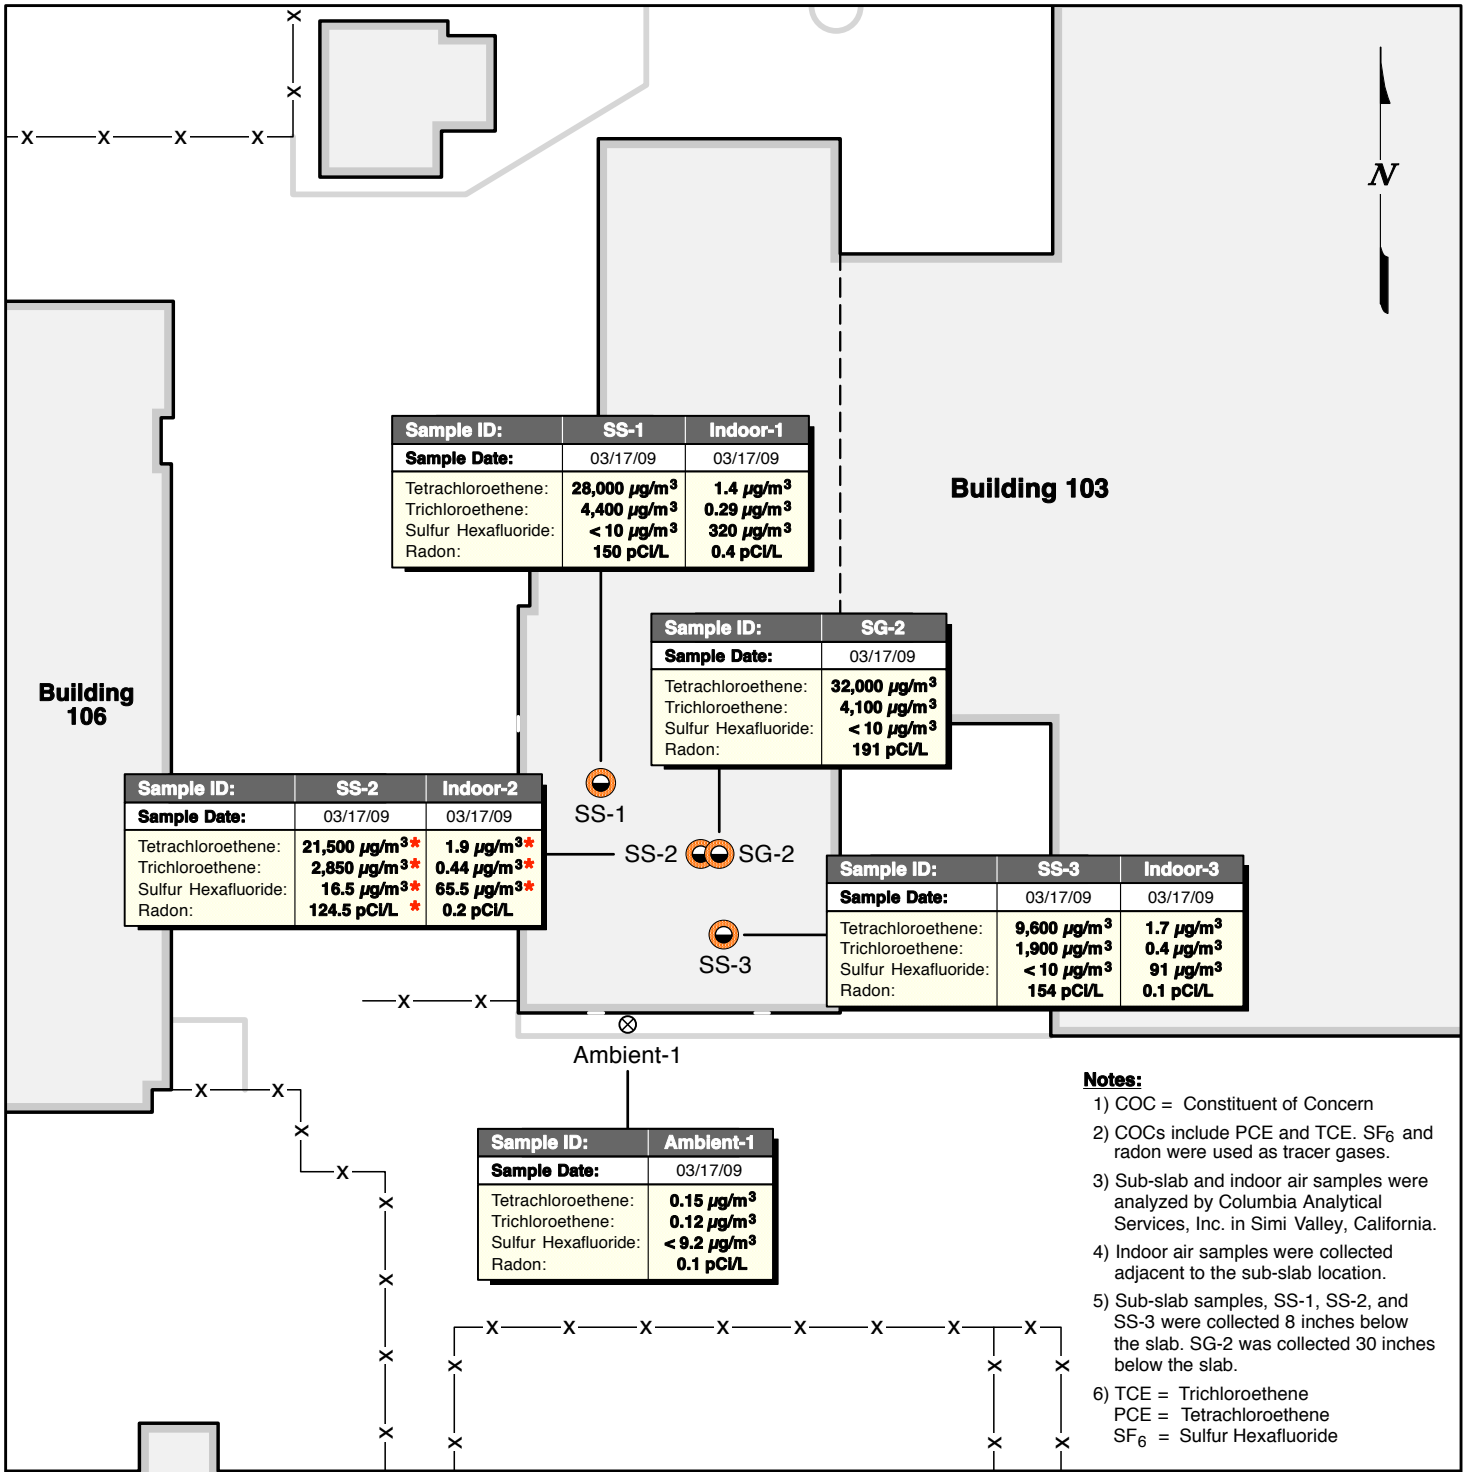 N
Building 103
Sample ID: SS-1 Indoor-1
Sample Date: 03/17/09 03/17/09
Tetrachloroethene: 28,000 µg/m³ 1.4 µg/m³
Trichloroethene: 4,400 µg/m³ 0.29 µg/m³
Sulfur Hexafluoride: < 10 µg/m³ 320 µg/m³
Radon: 150 pCi/L 0.4 pCi/L
Sample ID: SG-2
Sample Date: 03/17/09
Tetrachloroethene: 32,000 µg/m³
Trichloroethene: 4,100 µg/m³
Sulfur Hexafluoride: < 10 µg/m³
Radon: 191 pCi/L
Building
106
SS-1
Sample ID: SS-2 Indoor-2
Sample Date: 03/17/09 03/17/09
Tetrachloroethene: 21,500 µg/m³* 1.9 µg/m³*
Trichloroethene: 2,850 µg/m³* 0.44 µg/m³*
Sulfur Hexafluoride: 16.5 µg/m³* 65.5 µg/m³*
Radon: 124.5 pCi/L * 0.2 pCi/L
SS-2 SG-2
Sample ID: SS-3 Indoor-3
Sample Date: 03/17/09 03/17/09
Tetrachloroethene: 9,600 µg/m³ 1.7 µg/m³
Trichloroethene: 1,900 µg/m³ 0.4 µg/m³
Sulfur Hexafluoride: < 10 µg/m³ 91 µg/m³
Radon: 154 pCi/L 0.1 pCi/L
SS-3
Ambient-1
Sample ID: Ambient-1
Sample Date: 03/17/09
Tetrachloroethene: 0.15 µg/m³
Trichloroethene: 0.12 µg/m³
Sulfur Hexafluoride: < 9.2 µg/m³
Radon: 0.1 pCi/L
Notes:
1) COC = Constituent of Concern
2) COCs include PCE and TCE. SF₆ and
radon were used as tracer gases.
3) Sub-slab and indoor air samples were
analyzed by Columbia Analytical
Services, Inc. in Simi Valley, California.
4) Indoor air samples were collected
adjacent to the sub-slab location.
5) Sub-slab samples, SS-1, SS-2, and
SS-3 were collected 8 inches below
the slab. SG-2 was collected 30 inches
below the slab.
6) TCE = Trichloroethene
PCE = Tetrachloroethene
SF₆ = Sulfur Hexafluoride